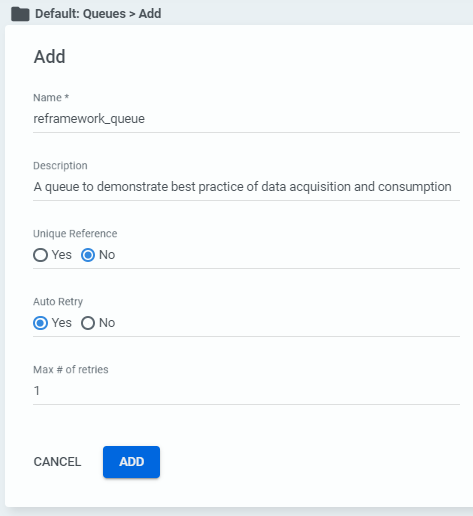 Default: Queues > Add
Add
Name *
reframework_queue
Description
A queue to demonstrate best practice of data acquisition and consumption
Unique Reference
Yes No
Auto Retry
Yes No
Max # of retries
1
CANCEL ADD